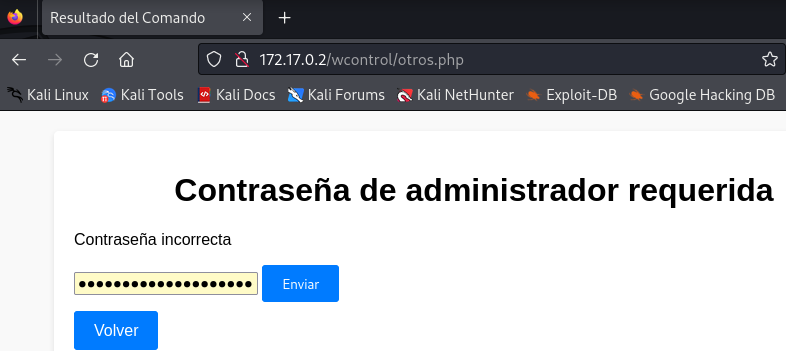 Resultado del Comando
172.17.0.2/wcontrol/otros.php
Kali Linux Kali Tools Kali Docs Kali Forums Kali NetHunter Exploit-DB Google Hacking DB
Contraseña de administrador requerida
Contraseña incorrecta
Enviar
Volver